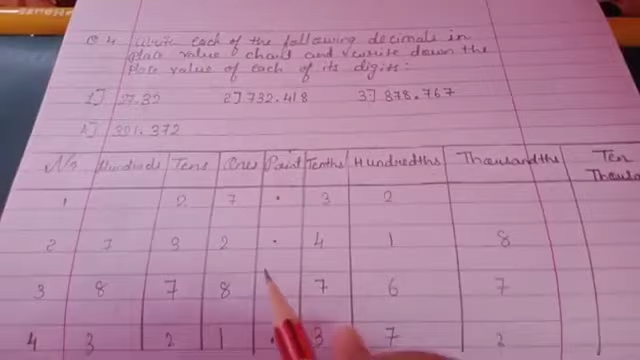 Q 4 Write each of the following decimals in
place value chart and rewrite down the
place value of each of its digits:
1] 27.32 2] 732.418 3] 878.767
4] 321.372
No Hundreds Tens Ones Point Tenths Hundredths Thousandths Ten Thousa
1 2 7 . 3 2
2 7 3 2 . 4 1 8
3 8 7 8 7 6 7
4 3 2 1 . 3 7 2